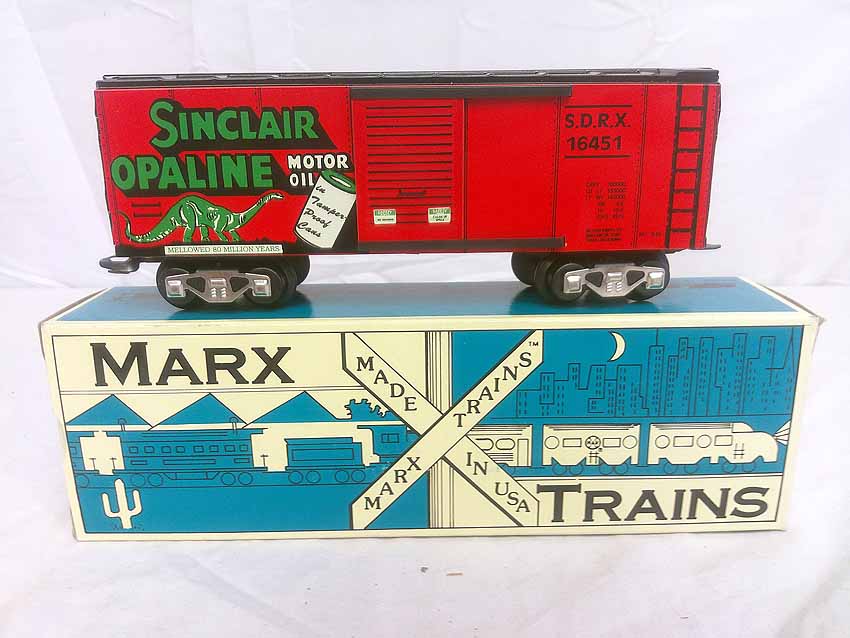 SINCLAIR
OPALINE
MOTOR
OIL
in
Tamper
Proof
Cans
MELLOWED 80 MILLION YEARS
S.D.R.X.
16451
MARX
MADE
IN USA
MARX
TRAINS™
TRAINS